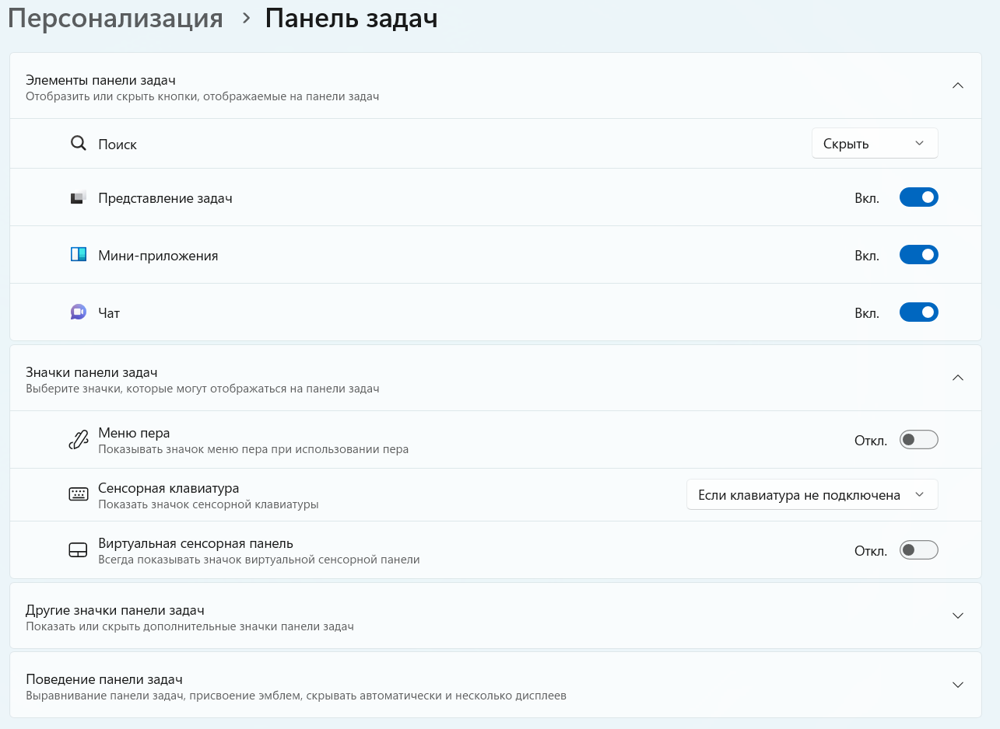 Персонализация > Панель задач
Элементы панели задач
Отобразить или скрыть кнопки, отображаемые на панели задач
Поиск
Скрыть
Представление задач
Вкл.
Мини-приложения
Вкл.
Чат
Вкл.
Значки панели задач
Выберите значки, которые могут отображаться на панели задач
Меню пера
Показывать значок меню пера при использовании пера
Откл.
Сенсорная клавиатура
Показать значок сенсорной клавиатуры
Если клавиатура не подключена
Виртуальная сенсорная панель
Всегда показывать значок виртуальной сенсорной панели
Откл.
Другие значки панели задач
Показать или скрыть дополнительные значки панели задач
Поведение панели задач
Выравнивание панели задач, присвоение эмблем, скрывать автоматически и несколько дисплеев